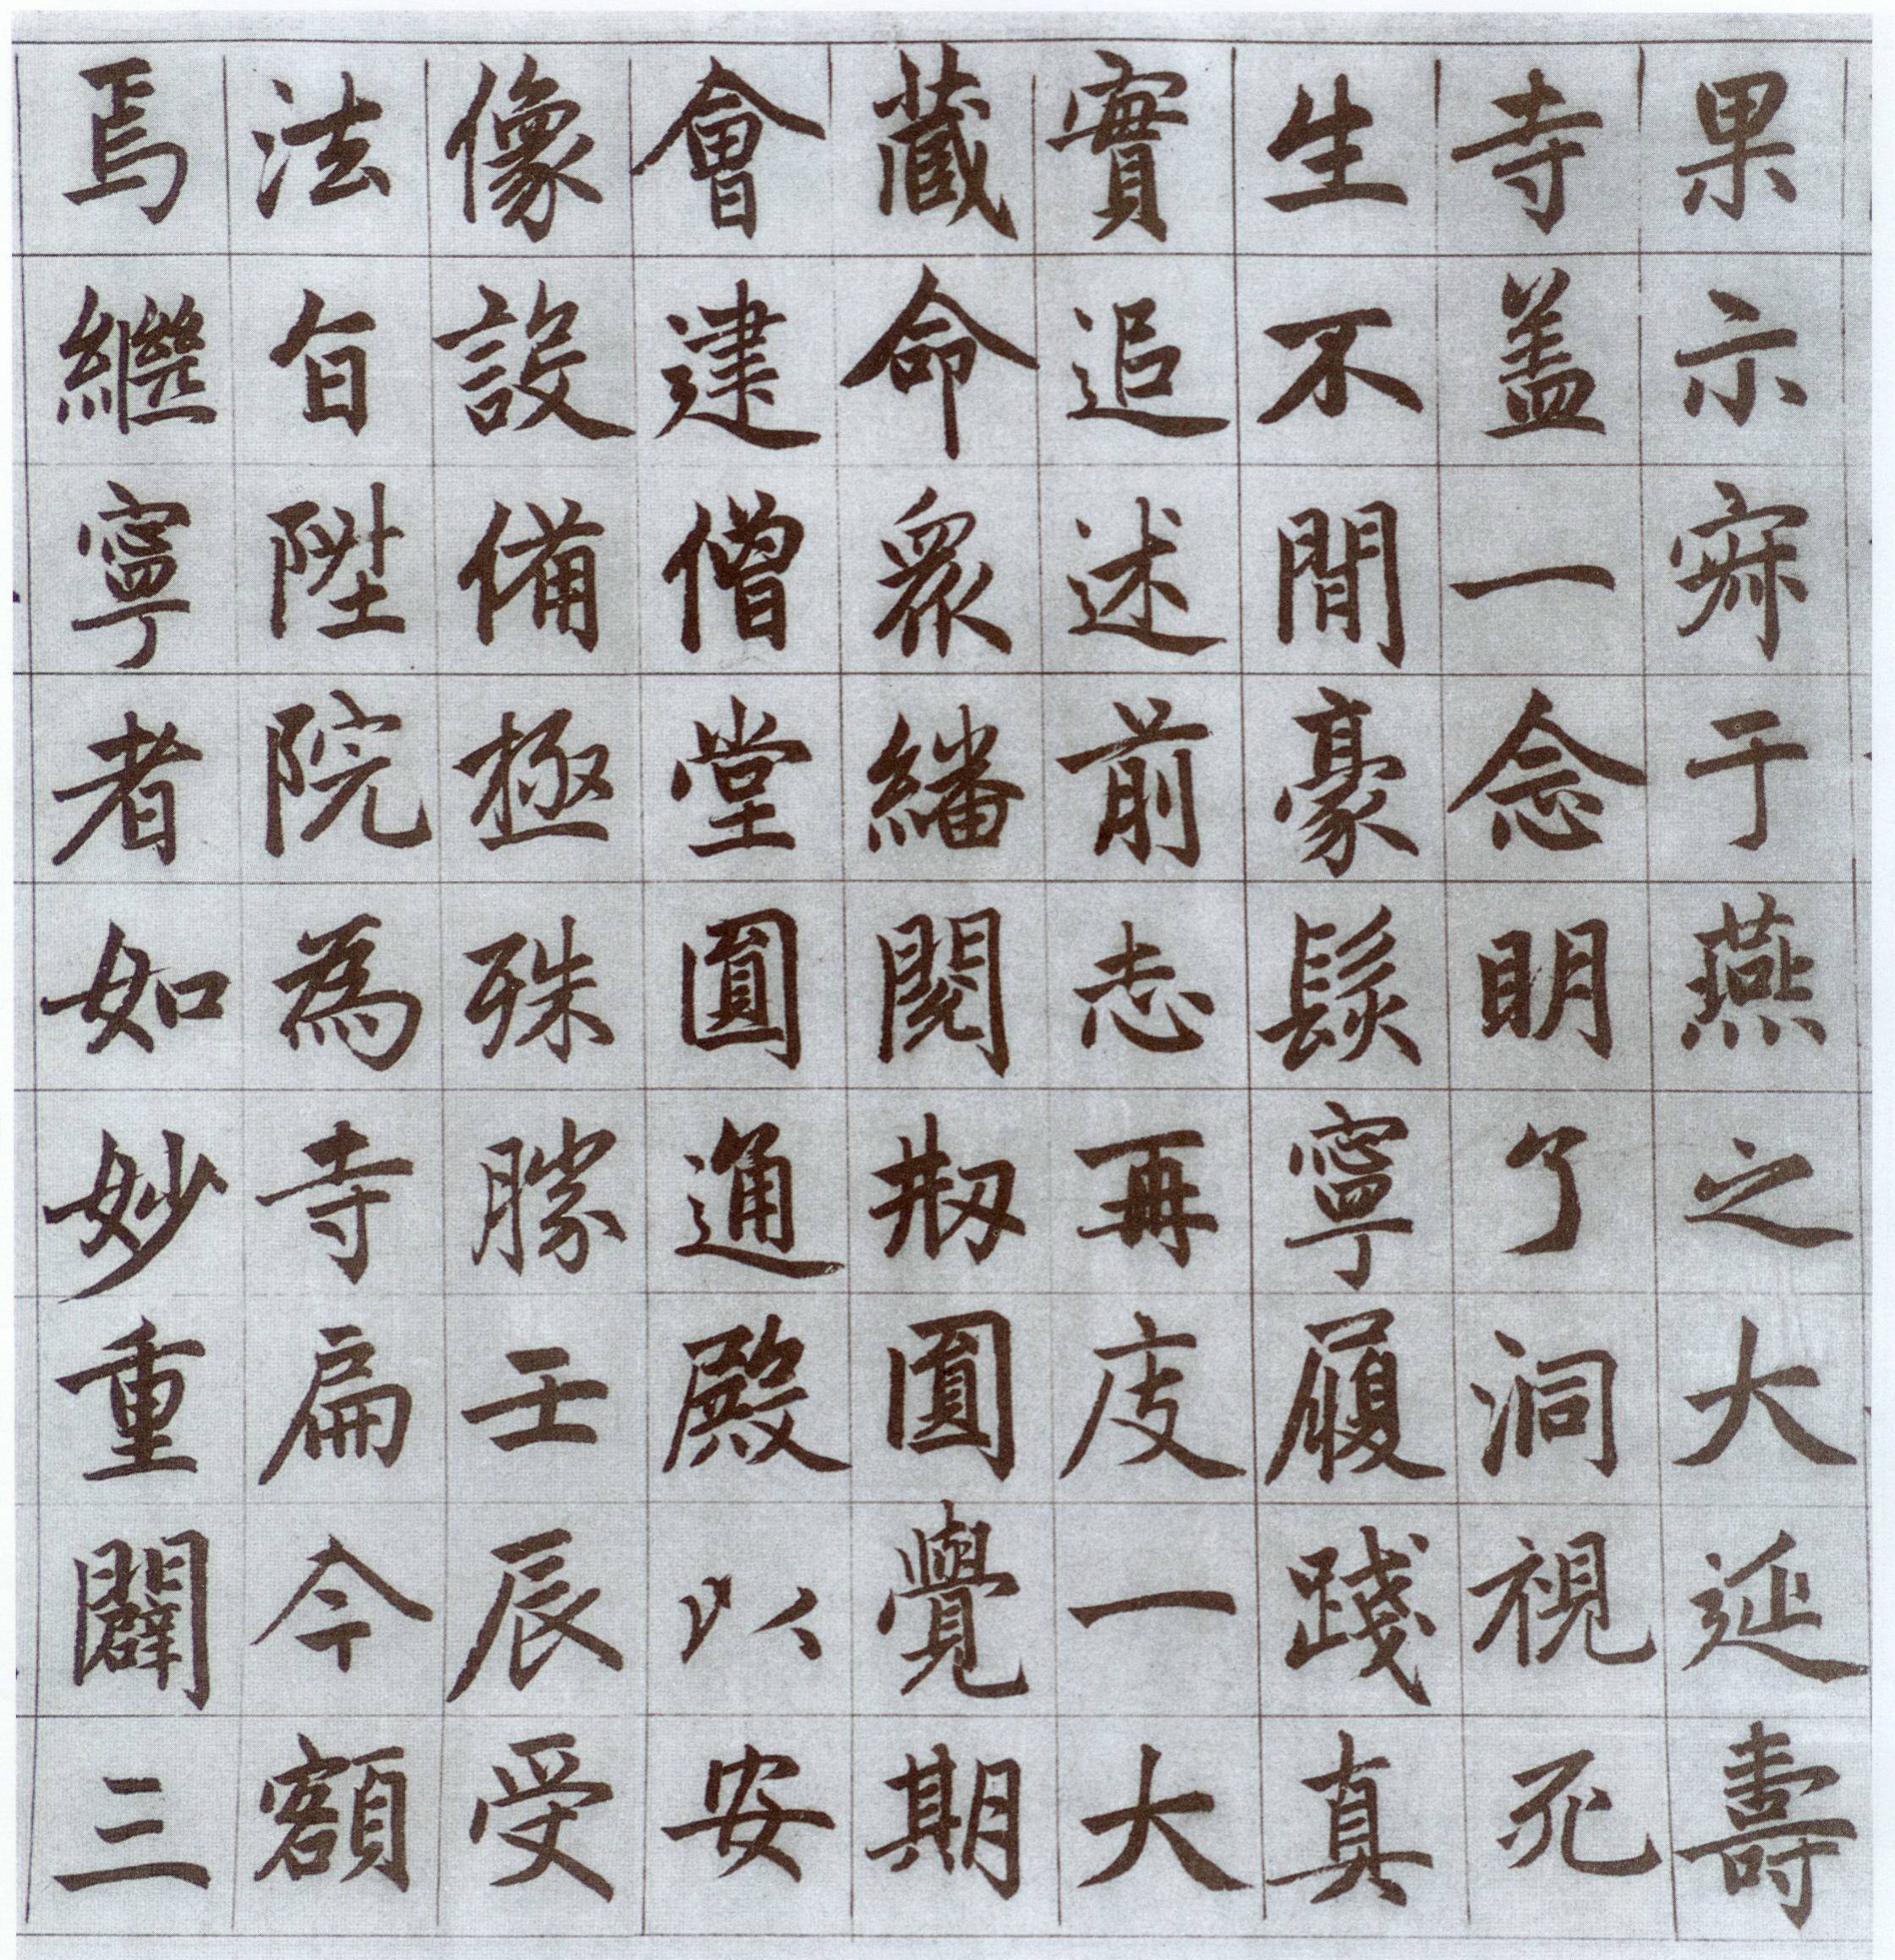 果示寂于燕之大延壽
寺蓋一念明了洞視死
生不間豪髮寧履踐真
實追述前志再度一大
藏命衆繙閱刱圓覺期
會建僧堂圓通殿以安
像設備極殊勝壬辰受
法旨陞院為寺扁今額
焉繼寧者如妙重闢三